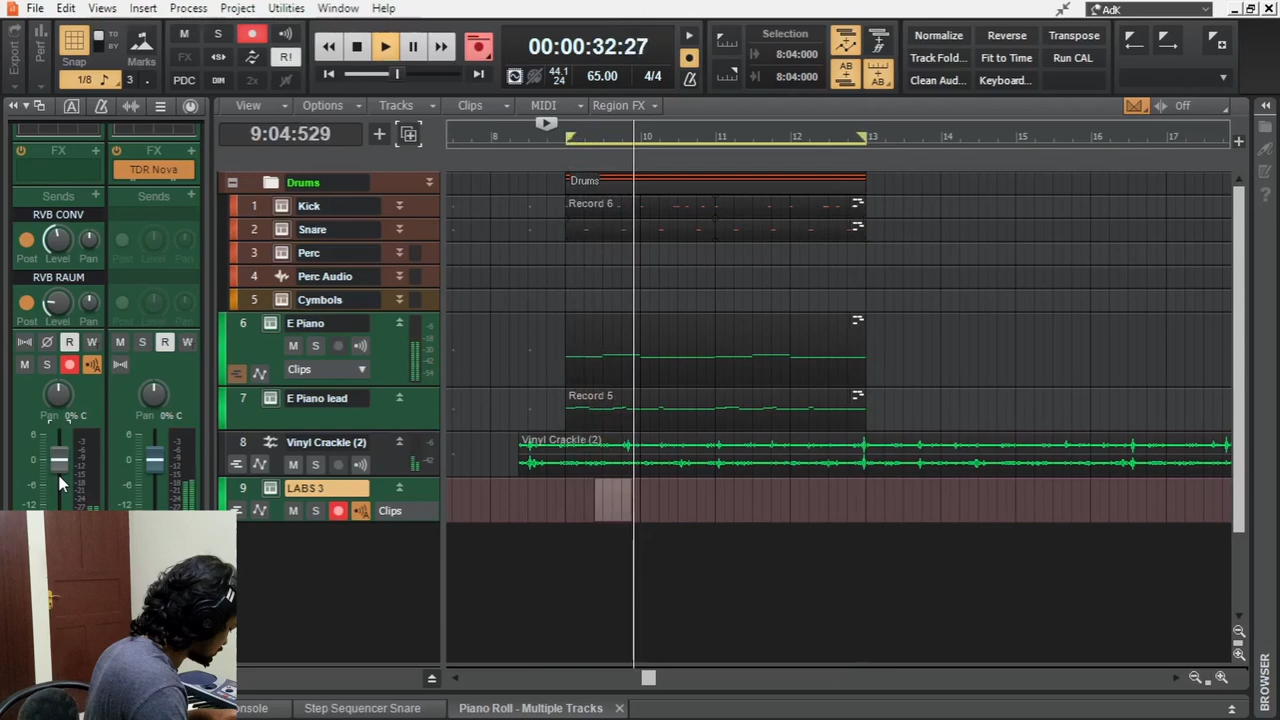 File Edit Views Insert Process Project Utilities Window Help
AdK
Export
Perf
Snap
TO
BY
Marks
M S
FX
R!
1/8 3 .
PDC DIM 2x
00:00:32:27
44.1
24
65.00 4/4
Selection
8:04:000
8:04:000
AB
AB
Normalize Reverse Transpose
Track Fold... Fit to Time Run CAL
Clean Aud... Keyboard...
View Options Tracks Clips MIDI Region FX
Off
9:04:529
8 10 11 12 13 14 15 16 17
FX FX
TDR Nova
Sends Sends
RVB CONV
Post Level Pan Post Level Pan
RVB RAUM
Post Level Pan Post Level Pan
R W M S R W
M S
Pan 0% C Pan 0% C
Drums
1 Kick
2 Snare
3 Perc
4 Perc Audio
5 Cymbols
6 E Piano
M S
Clips
7 E Piano lead
8 Vinyl Crackle (2)
M S
9 LABS 3
M S Clips
Drums
Record 6
Record 5
Vinyl Crackle (2)
onsole Step Sequencer Snare Piano Roll - Multiple Tracks
BROWSER